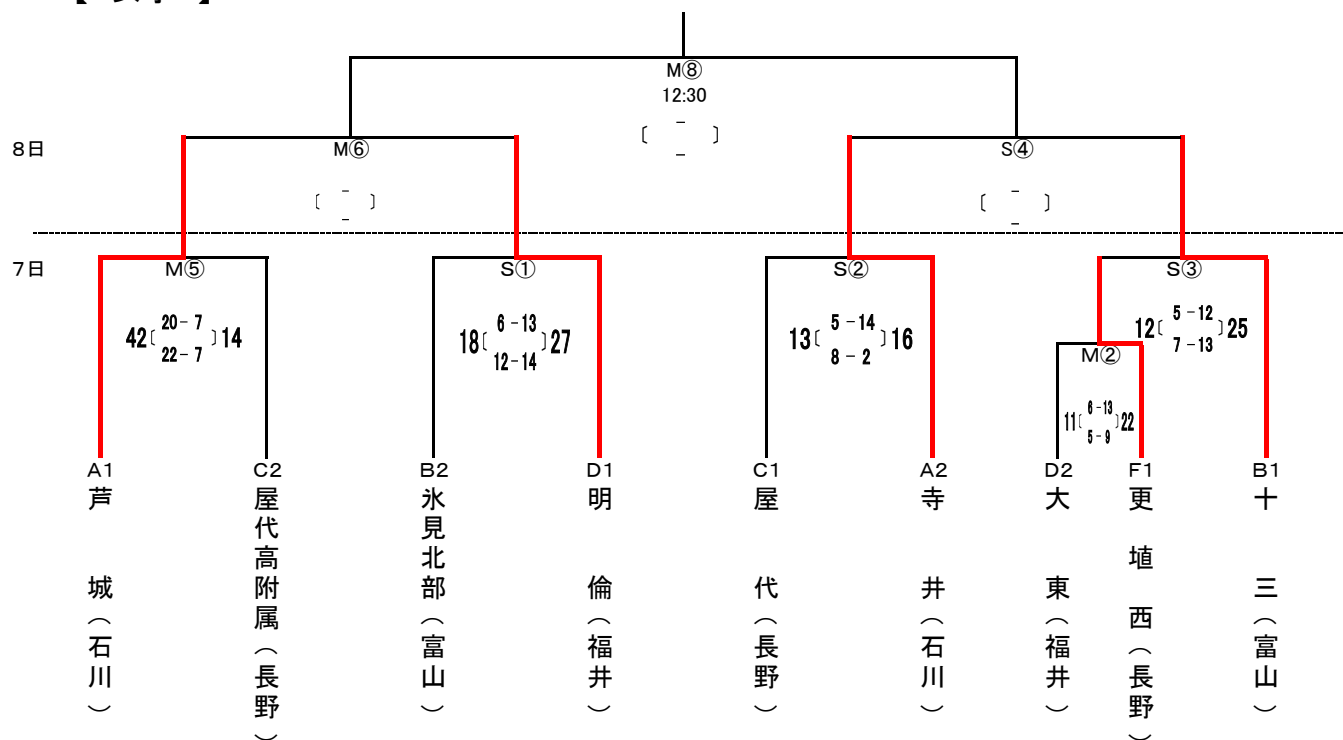 M⑧
12:30
〔 - - 〕
8日
M⑥
S④
〔 - - 〕
〔 - - 〕
7日
M⑤
S①
S②
S③
42〔 20-7 22-7 〕14
18〔 6-13 12-14 〕27
13〔 5-14 8-2 〕16
12〔 5-12 7-13 〕25
M②
11〔 6-13 5-9 〕22
A1
C2
B2
D1
C1
A2
D2
F1
B1
芦城(石川)
屋代高附属(長野)
氷見北部(富山)
明倫(福井)
屋代(長野)
寺井(石川)
大東(福井)
更埴西(長野)
十三(富山)